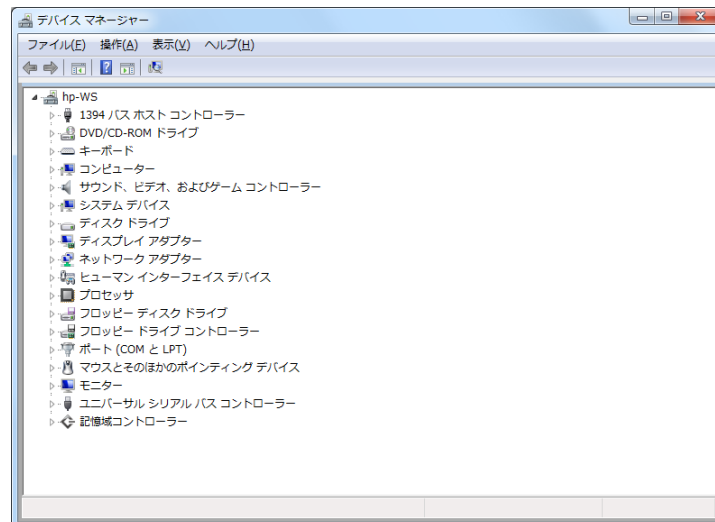 デバイス マネージャー
ファイル(F) 操作(A) 表示(V) ヘルプ(H)
hp-WS
1394 バス ホスト コントローラー
DVD/CD-ROM ドライブ
キーボード
コンピューター
サウンド、ビデオ、およびゲーム コントローラー
システム デバイス
ディスク ドライブ
ディスプレイ アダプター
ネットワーク アダプター
ヒューマン インターフェイス デバイス
プロセッサ
フロッピー ディスク ドライブ
フロッピー ドライブ コントローラー
ポート (COM と LPT)
マウスとそのほかのポインティング デバイス
モニター
ユニバーサル シリアル バス コントローラー
記憶域コントローラー